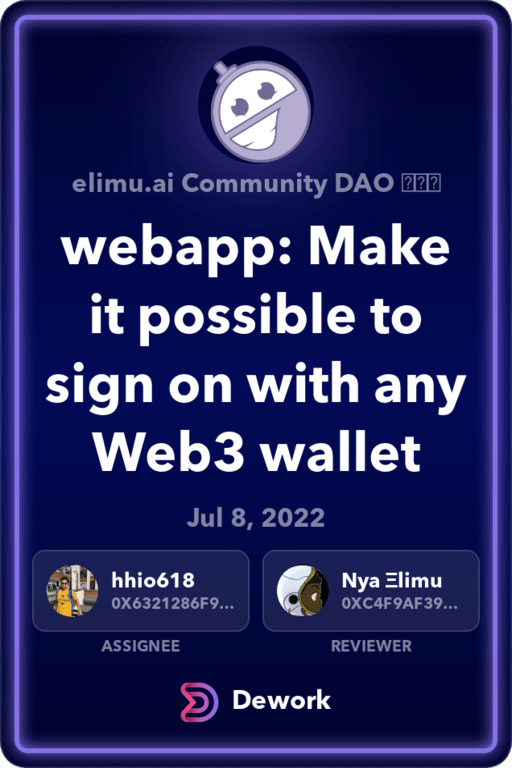 elimu.ai Community DAO
webapp: Make
it possible to
sign on with any
Web3 wallet
Jul 8, 2022
hhio618
0X6321286F9...
Nya Ξlimu
0XC4F9AF39...
ASSIGNEE
REVIEWER
Dework